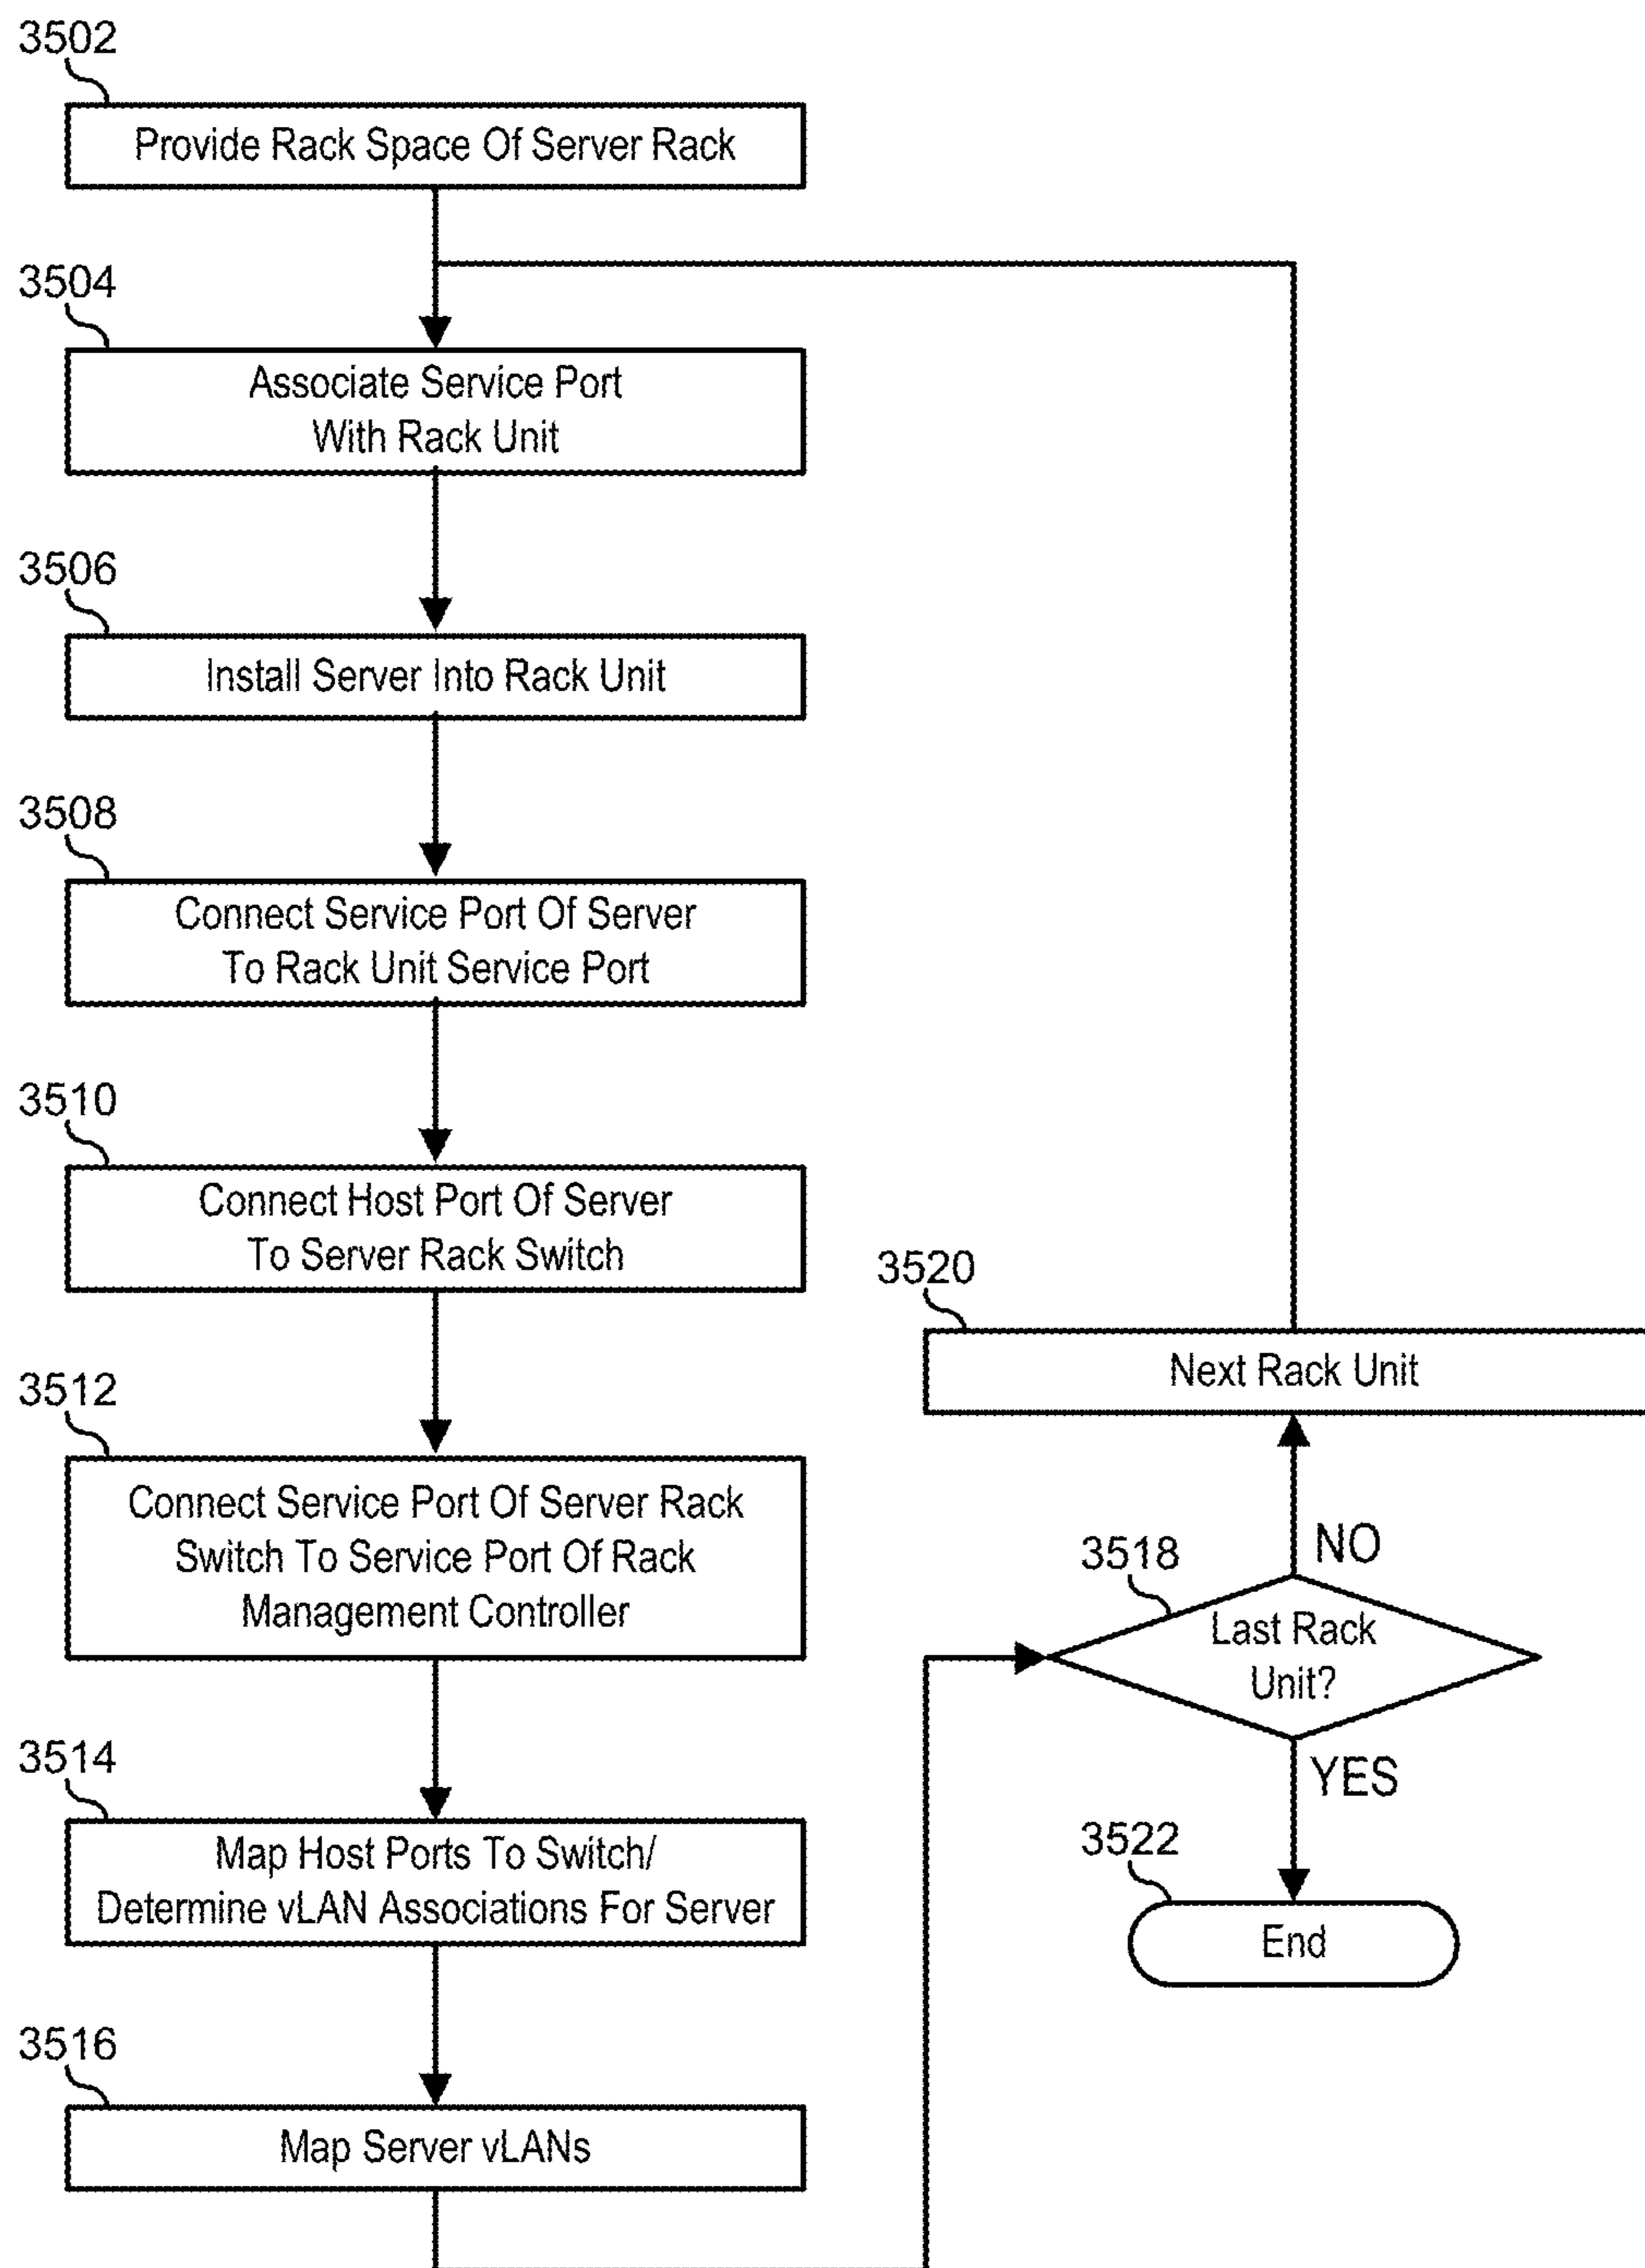 3502
Provide Rack Space Of Server Rack
3504
Associate Service Port
With Rack Unit
3506
Install Server Into Rack Unit
3508
Connect Service Port Of Server
To Rack Unit Service Port
3510
Connect Host Port Of Server
To Server Rack Switch
3512
Connect Service Port Of Server Rack
Switch To Service Port Of Rack
Management Controller
3514
Map Host Ports To Switch/
Determine vLAN Associations For Server
3516
Map Server vLANs
3520
Next Rack Unit
NO
3518
Last Rack
Unit?
YES
3522
End